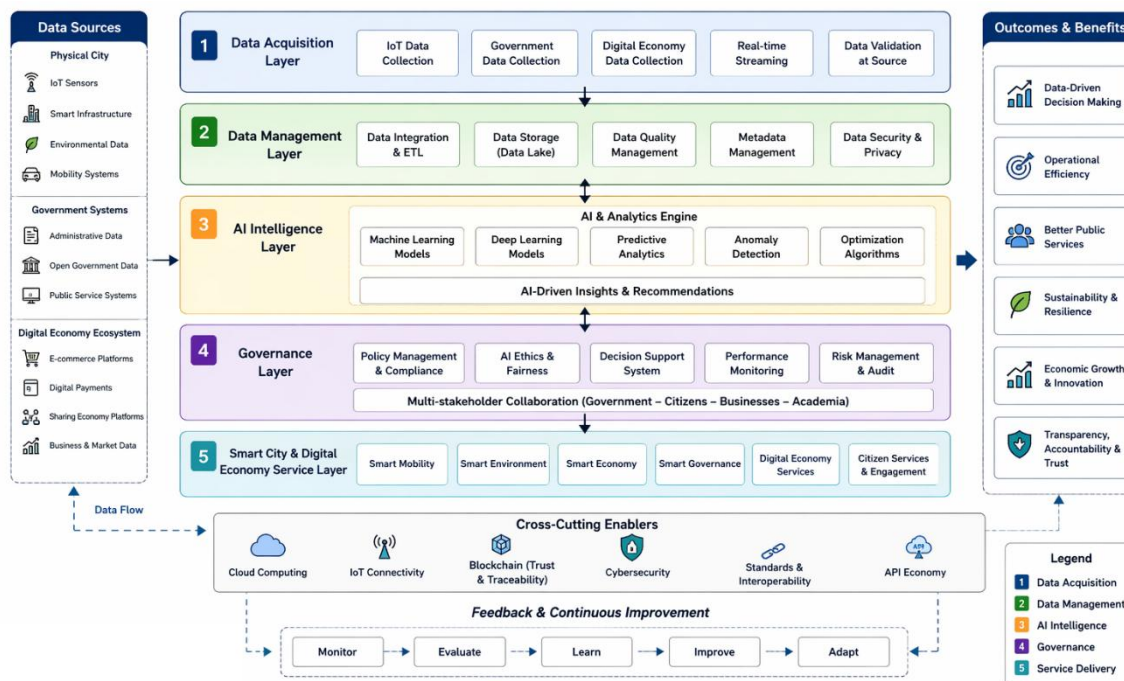 Data Sources
Physical City
IoT Sensors
Smart Infrastructure
Environmental Data
Mobility Systems
Government Systems
Administrative Data
Open Government Data
Public Service Systems
Digital Economy Ecosystem
E-commerce Platforms
Digital Payments
Sharing Economy Platforms
Business & Market Data
Data Flow
1
Data Acquisition
Layer
IoT Data
Collection
Government
Data Collection
Digital Economy
Data Collection
Real-time
Streaming
Data Validation
at Source
2
Data Management
Layer
Data Integration
& ETL
Data Storage
(Data Lake)
Data Quality
Management
Metadata
Management
Data Security &
Privacy
3
AI Intelligence
Layer
AI & Analytics Engine
Machine Learning
Models
Deep Learning
Models
Predictive
Analytics
Anomaly
Detection
Optimization
Algorithms
AI-Driven Insights & Recommendations
4
Governance
Layer
Policy Management
& Compliance
AI Ethics &
Fairness
Decision Support
System
Performance
Monitoring
Risk Management
& Audit
Multi-stakeholder Collaboration (Government – Citizens – Businesses – Academia)
5
Smart City & Digital
Economy Service Layer
Smart Mobility
Smart Environment
Smart Economy
Smart Governance
Digital Economy
Services
Citizen Services
& Engagement
Outcomes & Benefits
Data-Driven
Decision Making
Operational
Efficiency
Better Public
Services
Sustainability &
Resilience
Economic Growth
& Innovation
Transparency,
Accountability &
Trust
Cross-Cutting Enablers
Cloud Computing
IoT Connectivity
Blockchain (Trust
& Traceability)
Cybersecurity
Standards &
Interoperability
API
API Economy
Feedback & Continuous Improvement
Monitor
Evaluate
Learn
Improve
Adapt
Legend
1 Data Acquisition
2 Data Management
3 AI Intelligence
4 Governance
5 Service Delivery